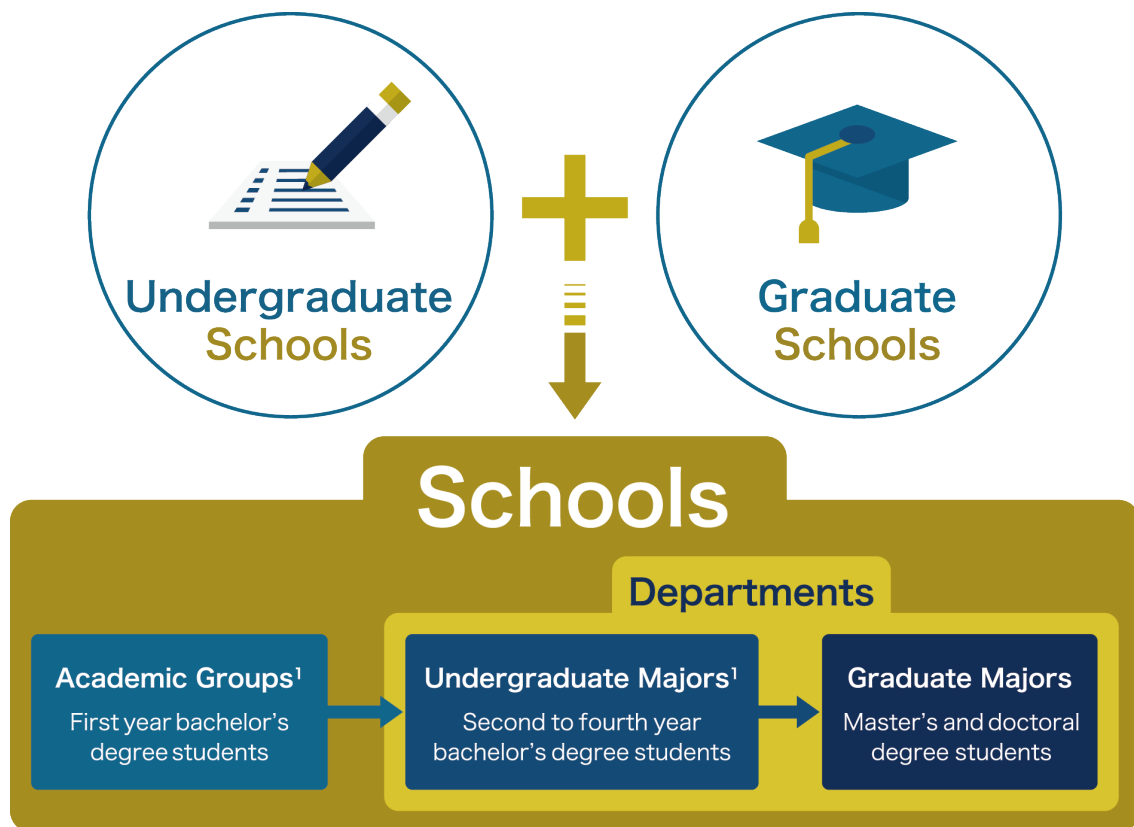 Undergraduate
Schools
Graduate
Schools
Schools
Departments
Academic Groups¹
First year bachelor's
degree students
Undergraduate Majors¹
Second to fourth year
bachelor's degree students
Graduate Majors
Master's and doctoral
degree students